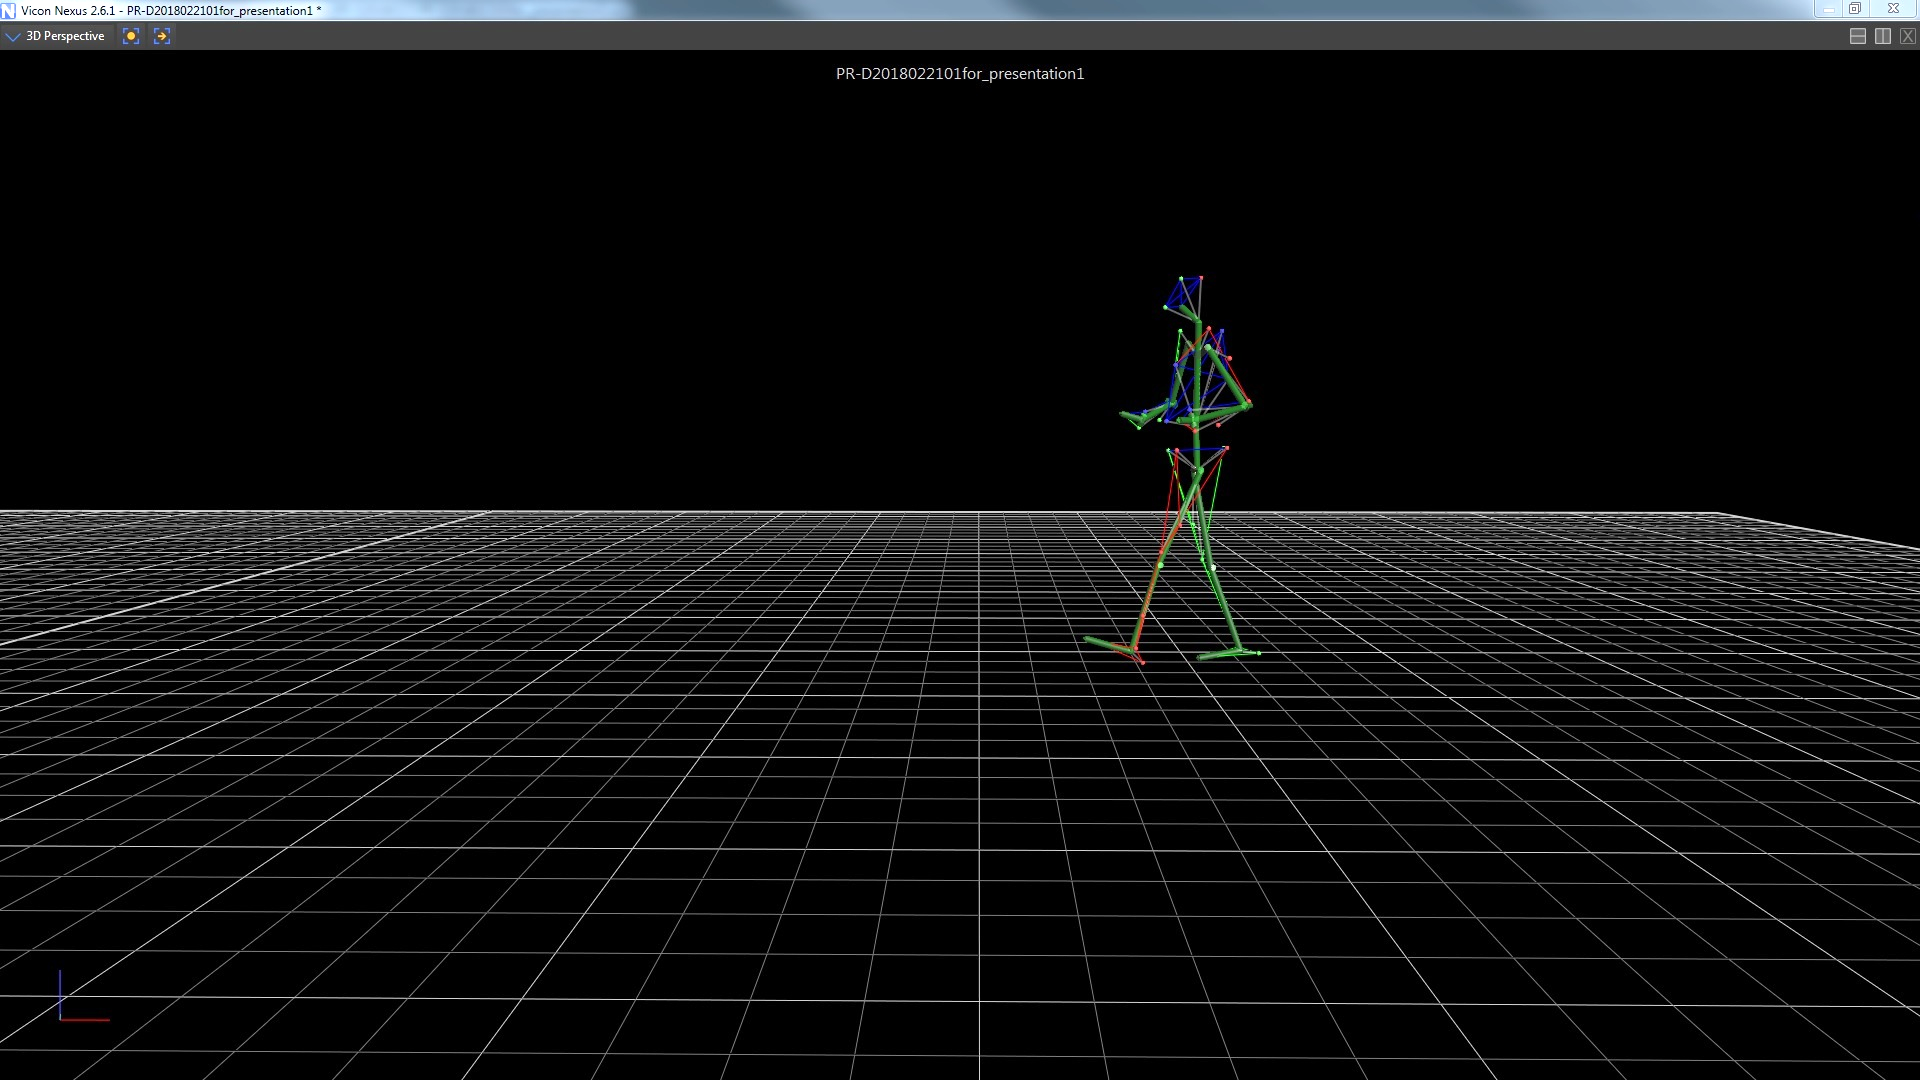 Vicon Nexus 2.6.1 - PR-D2018022101for_presentation1 *
3D Perspective
PR-D2018022101for_presentation1